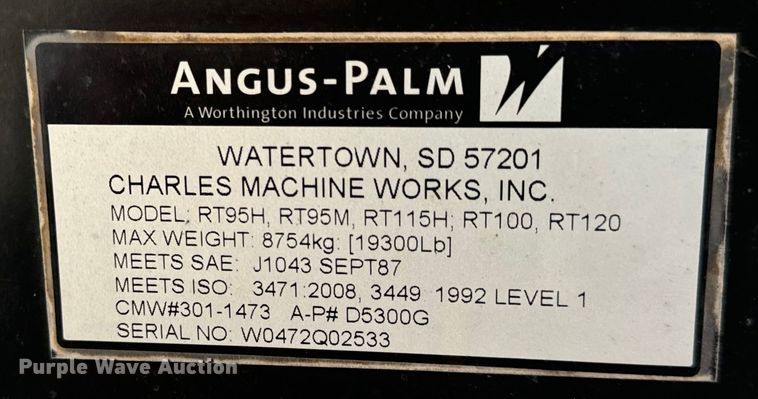 ANGUS-PALM
A Worthington Industries Company
WATERTOWN, SD 57201
CHARLES MACHINE WORKS, INC.
MODEL: RT95H, RT95M, RT115H; RT100, RT120
MAX WEIGHT: 8754kg: [19300Lb]
MEETS SAE: J1043 SEPT87
MEETS ISO: 3471:2008, 3449 1992 LEVEL 1
CMW#301-1473 A-P# D5300G
SERIAL NO: W0472Q02533
Purple Wave Auction